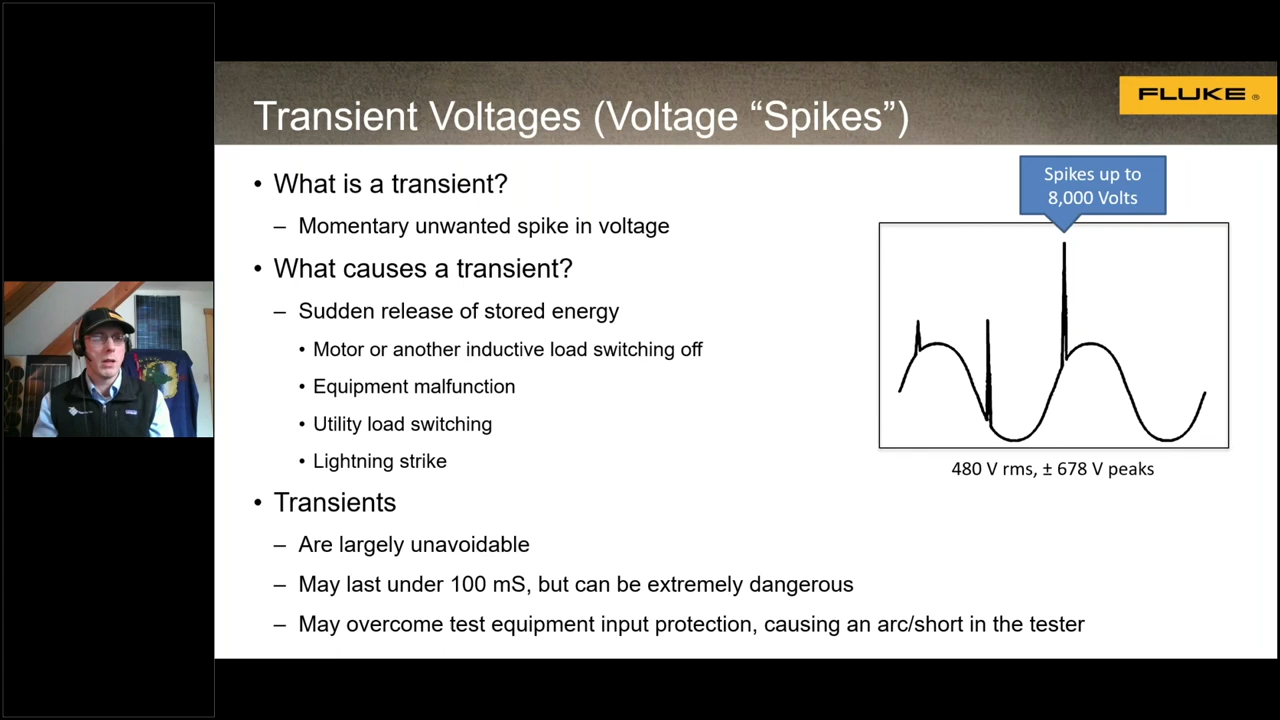 Transient Voltages (Voltage “Spikes”)
FLUKE ®
• What is a transient?
– Momentary unwanted spike in voltage
• What causes a transient?
– Sudden release of stored energy
• Motor or another inductive load switching off
• Equipment malfunction
• Utility load switching
• Lightning strike
• Transients
– Are largely unavoidable
– May last under 100 mS, but can be extremely dangerous
– May overcome test equipment input protection, causing an arc/short in the tester
Spikes up to
8,000 Volts
480 V rms, ± 678 V peaks